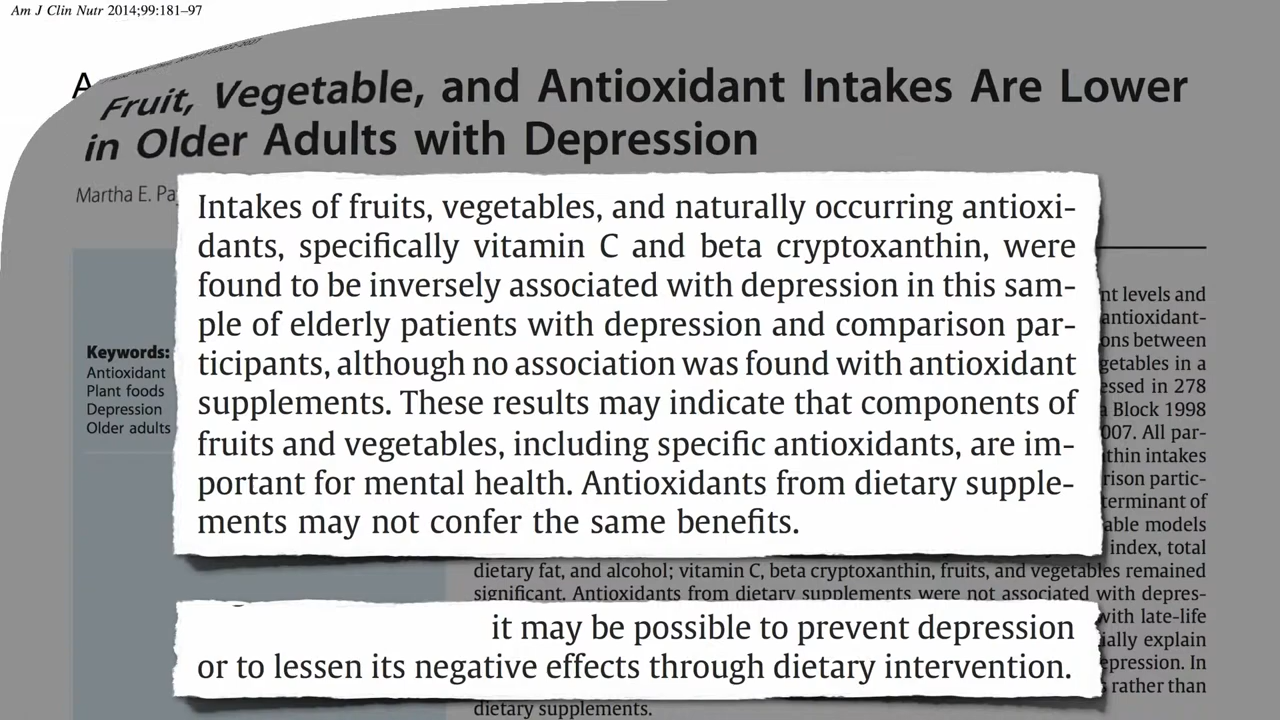 Am J Clin Nutr 2014;99:181–97
A
Fruit, Vegetable, and Antioxidant Intakes Are Lower
in Older Adults with Depression
Martha E. Pa
Intakes of fruits, vegetables, and naturally occurring antioxi-
dants, specifically vitamin C and beta cryptoxanthin, were
found to be inversely associated with depression in this sam-
ple of elderly patients with depression and comparison par-
ticipants, although no association was found with antioxidant
supplements. These results may indicate that components of
fruits and vegetables, including specific antioxidants, are im-
portant for mental health. Antioxidants from dietary supple-
ments may not confer the same benefits.
it may be possible to prevent depression
or to lessen its negative effects through dietary intervention.
Keywords:
Antioxidant
Plant foods
Depression
Older adults
nt levels and
antioxidant-
ons between
getables in a
essed in 278
a Block 1998
007. All par-
thin intakes
rison partic-
terminant of
able models
index, total
dietary fat, and alcohol; vitamin C, beta cryptoxanthin, fruits, and vegetables remained
significant. Antioxidants from dietary supplements were not associated with depres-
with late-life
ially explain
epression. In
rather than
dietary supplements.